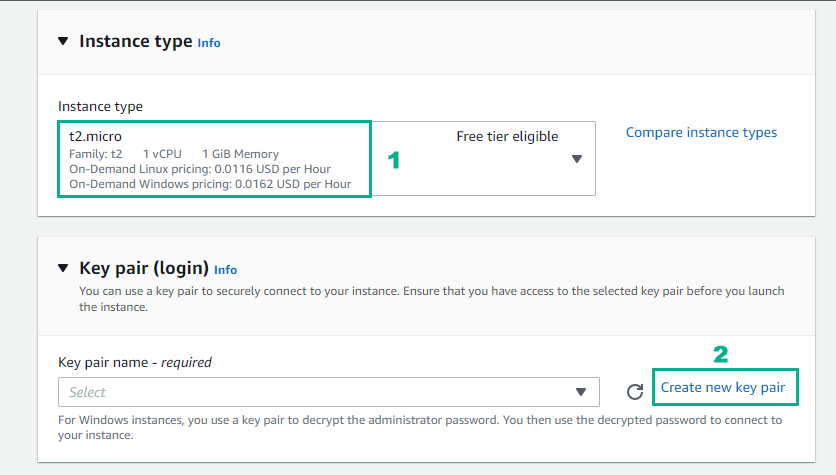 Instance type Info
Instance type
t2.micro
Free tier eligible
Family: t2 1 vCPU 1 GiB Memory
On-Demand Linux pricing: 0.0116 USD per Hour
On-Demand Windows pricing: 0.0162 USD per Hour
1
Compare instance types
Key pair (login) Info
You can use a key pair to securely connect to your instance. Ensure that you have access to the selected key pair before you launch
the instance.
Key pair name - required
2
Select
Create new key pair
For Windows instances, you use a key pair to decrypt the administrator password. You then use the decrypted password to connect to
your instance.